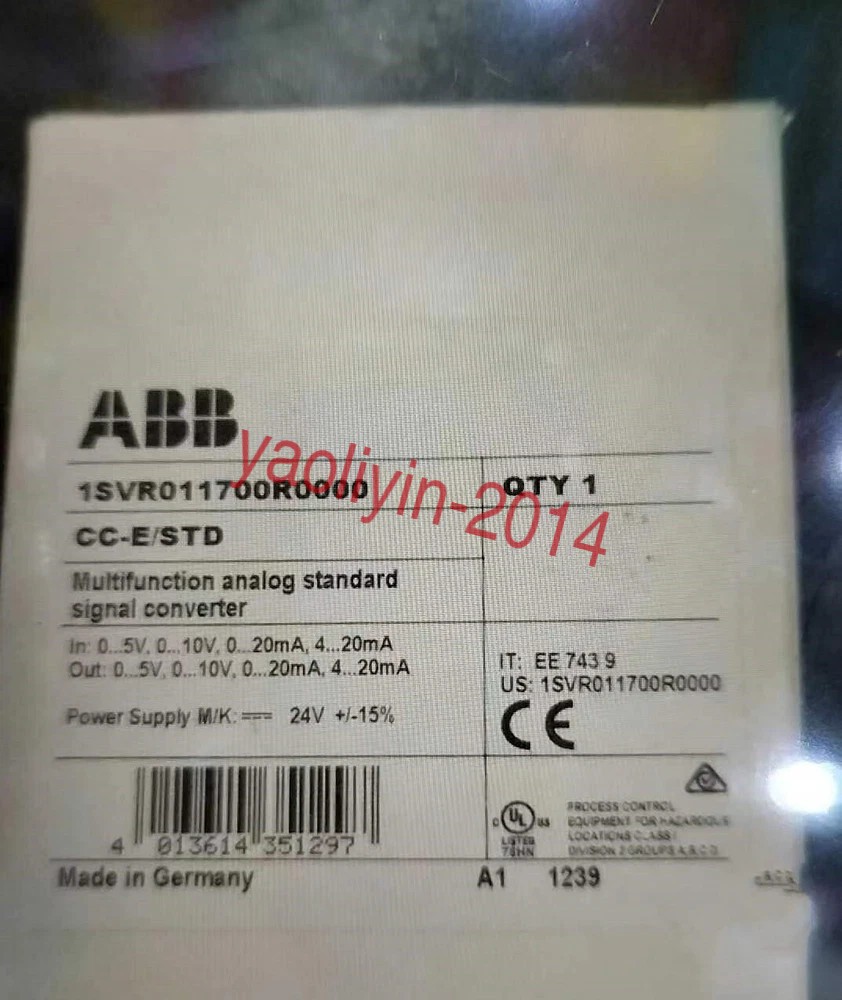 ABB
1SVR011700R0000
QTY 1
yaoliyin-2014
CC-E/STD
Multifunction analog standard
signal converter
In: 0...5V, 0...10V, 0...20mA, 4...20mA
Out: 0...5V, 0...10V, 0...20mA, 4...20mA
IT: EE 743 9
US: 1SVR011700R0000
Power Supply M/K: 24V +/-15%
CE
C UL US
LISTED
PROCESS CONTROL
EQUIPMENT FOR HAZARDOUS
LOCATIONS CLASS I
DIVISION 2 GROUPS A,B,C,D
4 013614 351297
Made in Germany
A1 1239